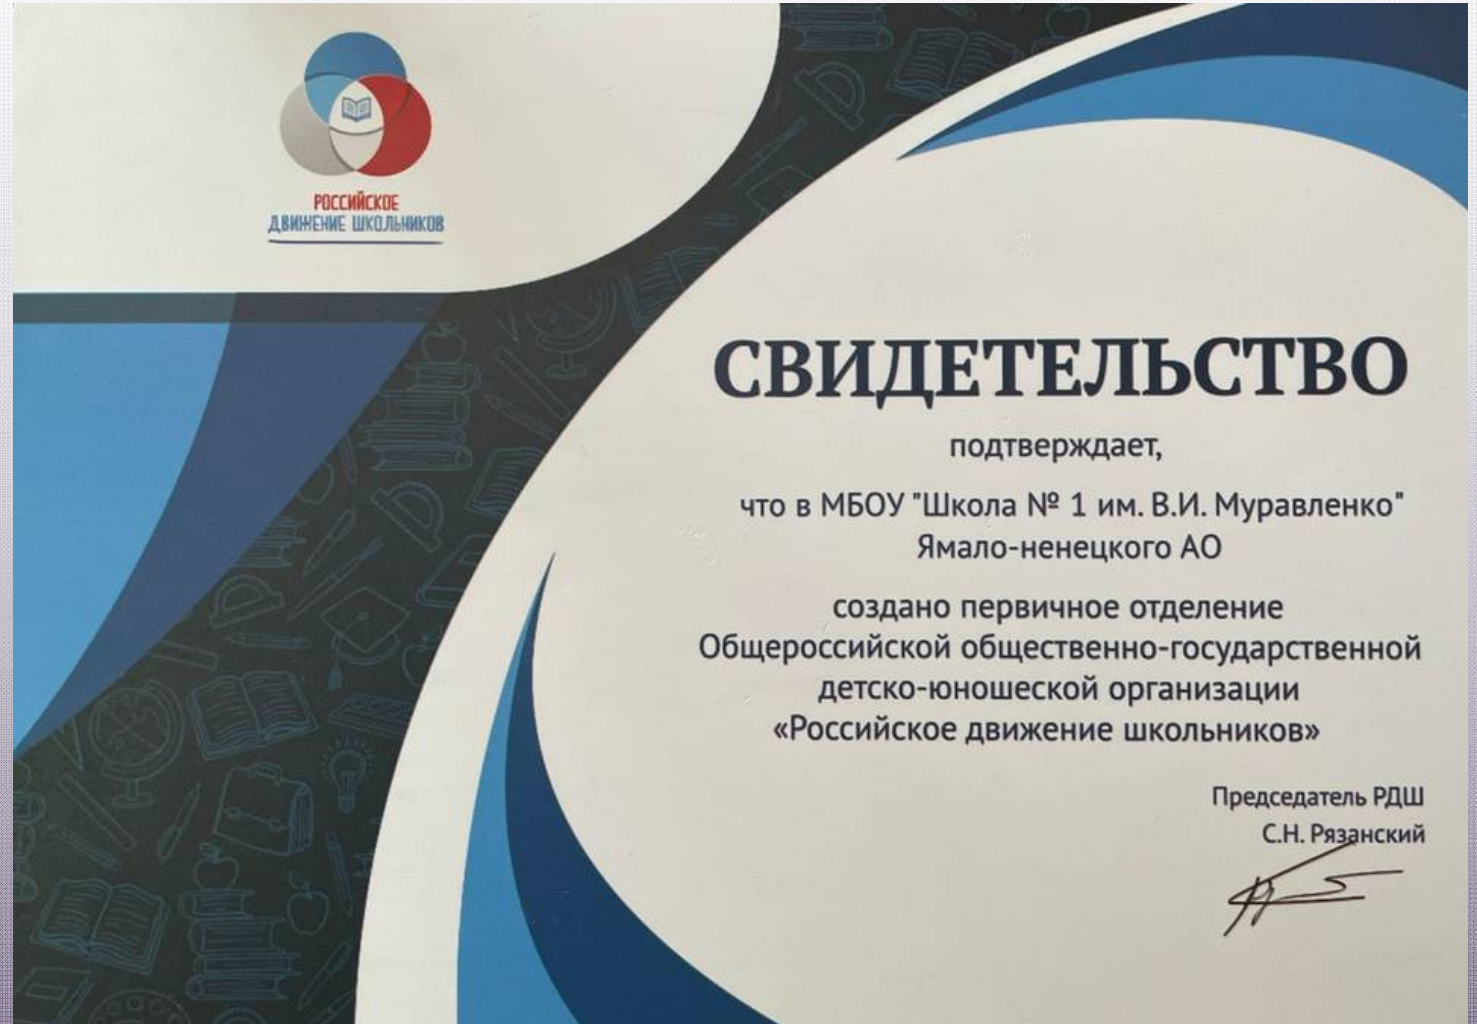 РОССИЙСКОЕ
ДВИЖЕНИЕ ШКОЛЬНИКОВ
СВИДЕТЕЛЬСТВО
подтверждает,
что в МБОУ "Школа № 1 им. В.И. Муравленко"
Ямало-ненецкого АО
создано первичное отделение
Общероссийской общественно-государственной
детско-юношеской организации
«Российское движение школьников»
Председатель РДШ
С.Н. Рязанский